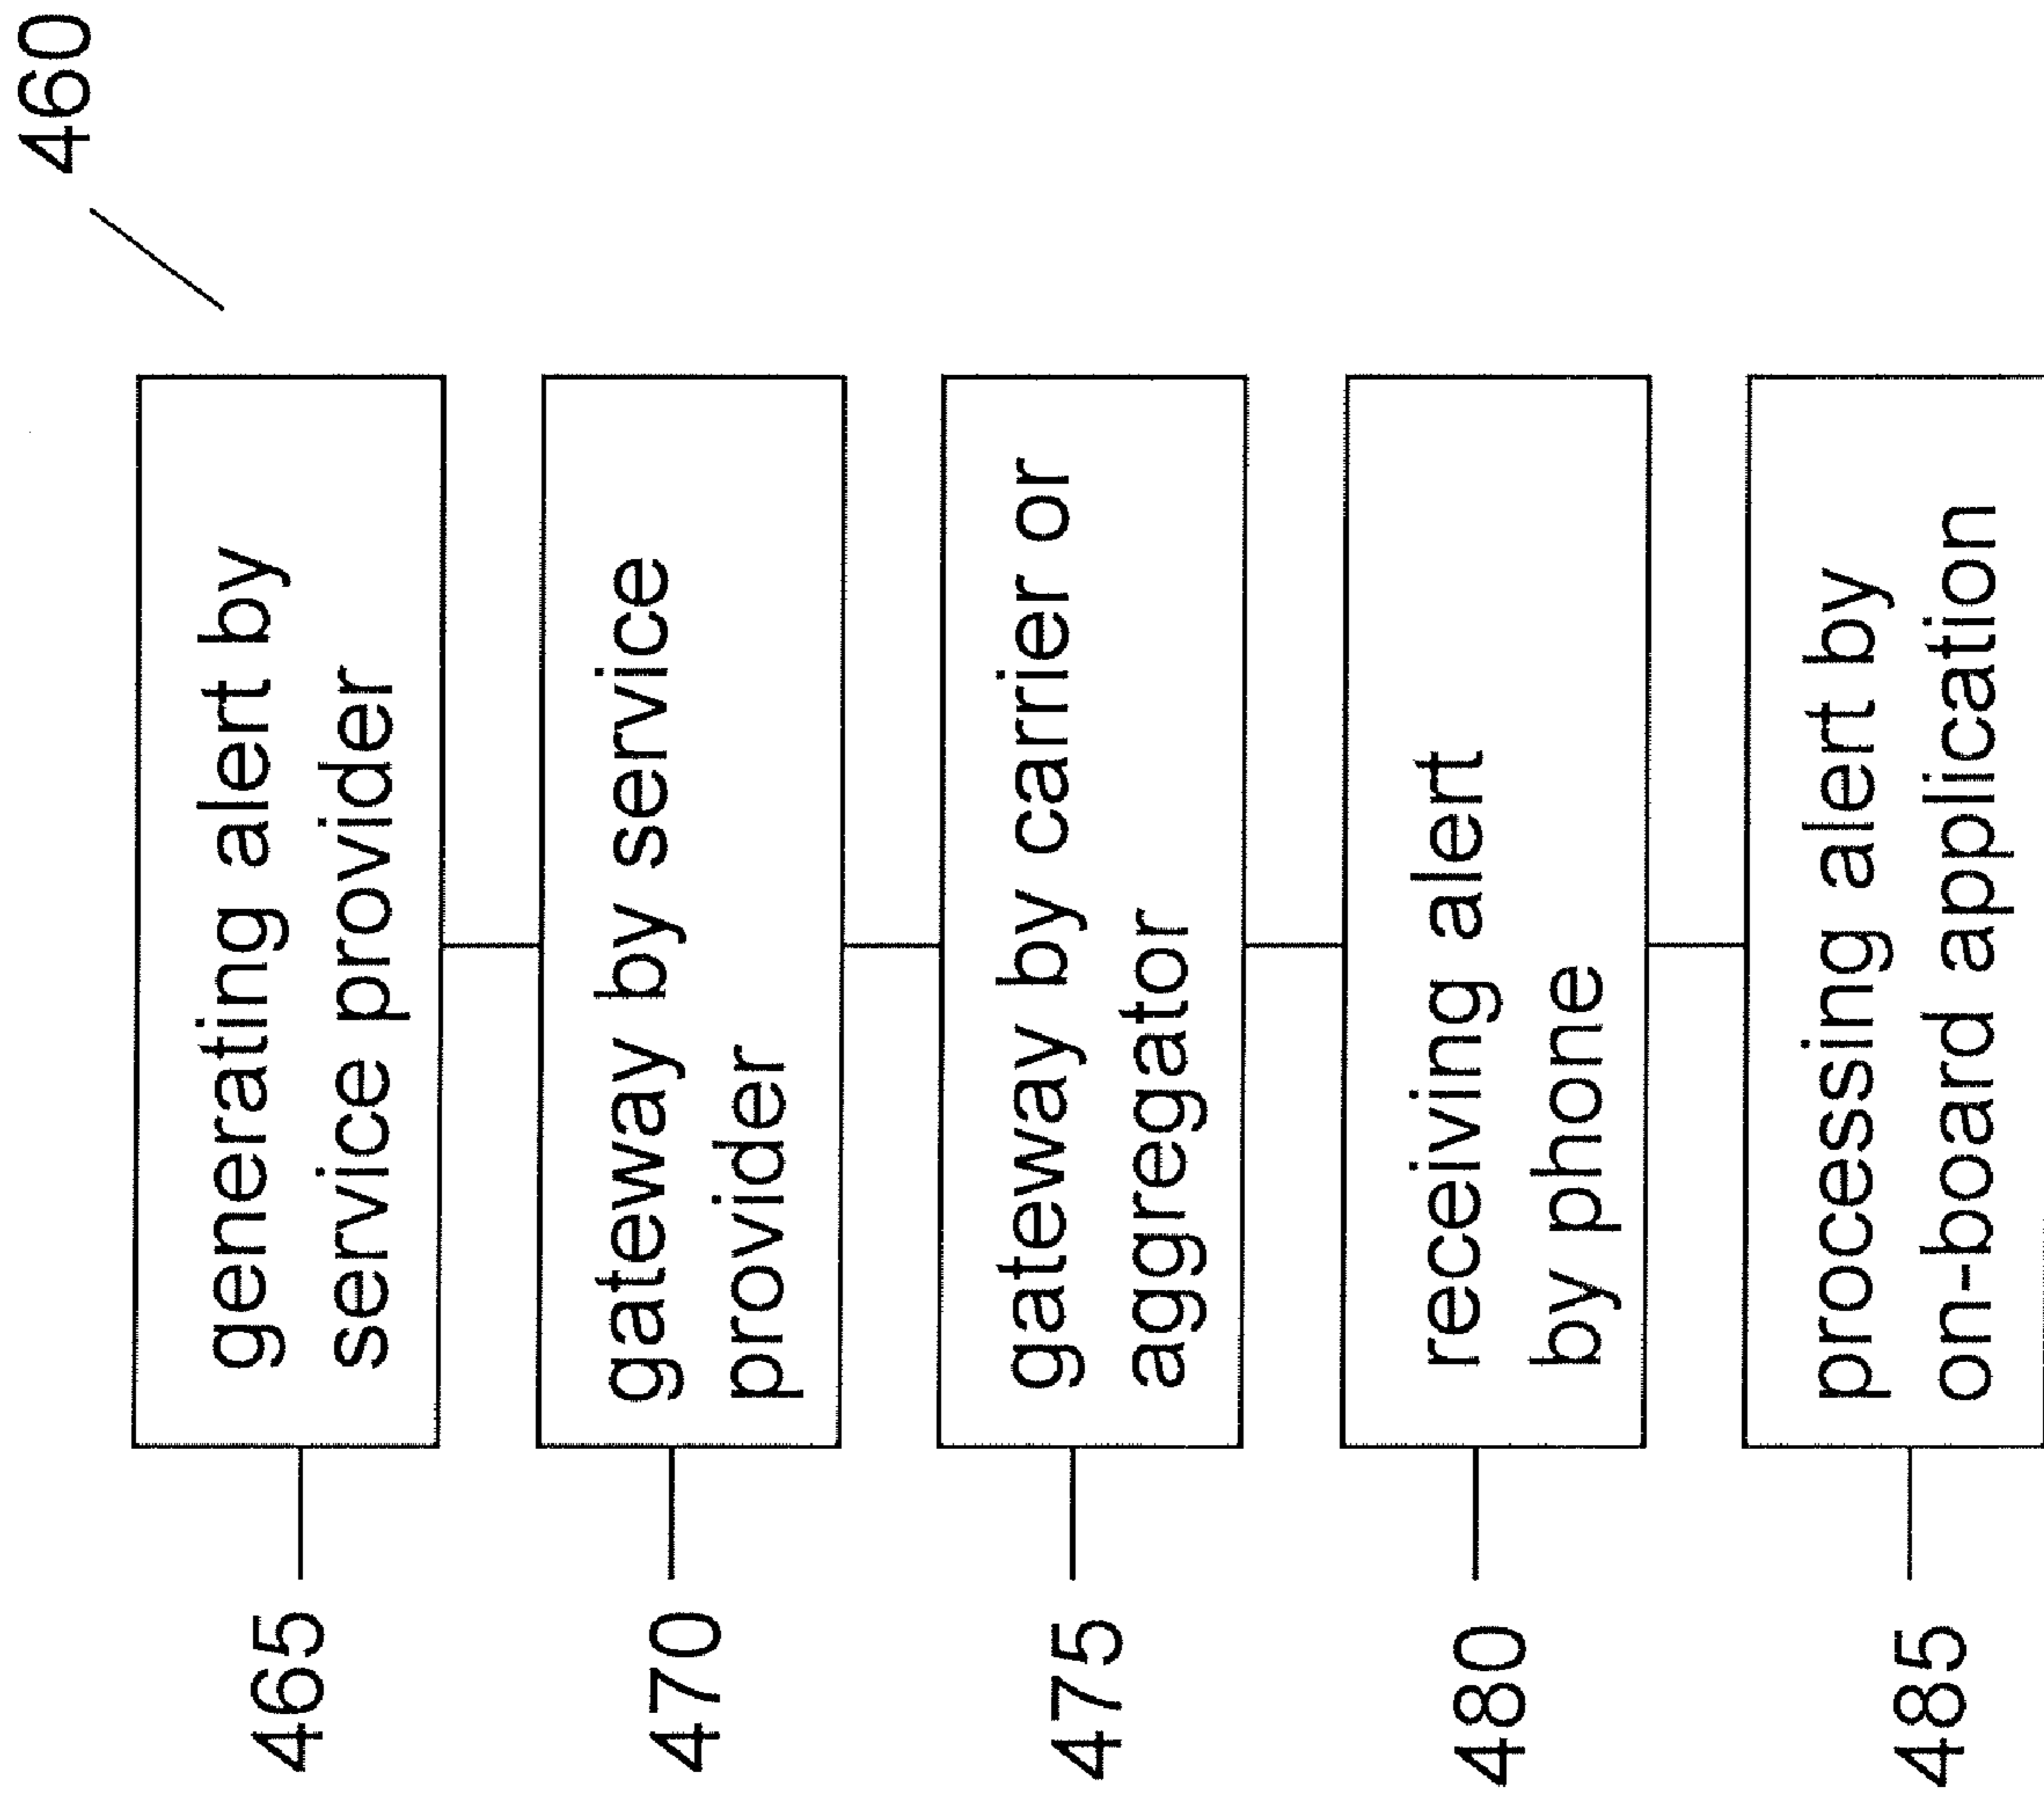 460
465
generating alert by
service provider
470
gateway by service
provider
475
gateway by carrier or
aggregator
480
receiving alert
by phone
485
processing alert by
on-board application